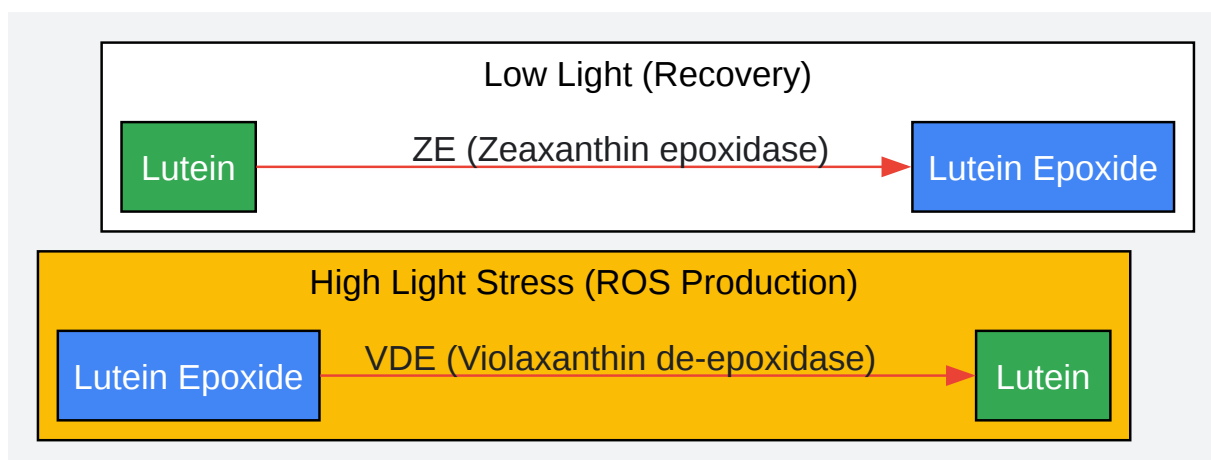 Low Light (Recovery)
Lutein
ZE (Zeaxanthin epoxidase)
Lutein Epoxide
High Light Stress (ROS Production)
Lutein Epoxide
VDE (Violaxanthin de-epoxidase)
Lutein